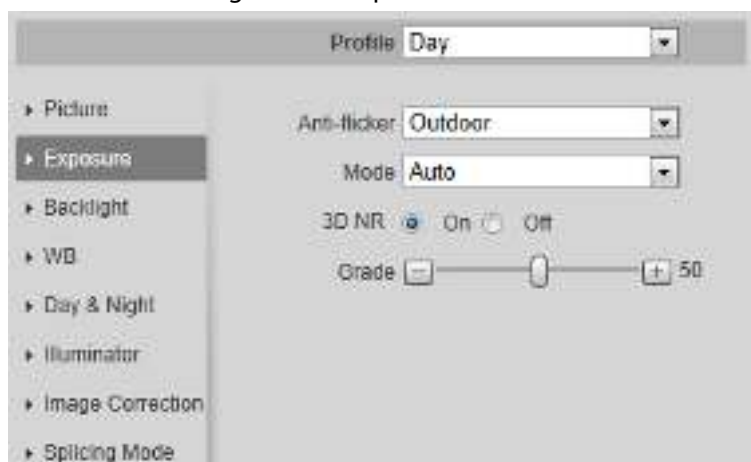 Profile Day
Picture
Anti-flicker Outdoor
Exposure
Mode Auto
Backlight
3D NR On Off
WB
Grade - + 50
Day & Night
Illuminator
Image Correction
Splicing Mode